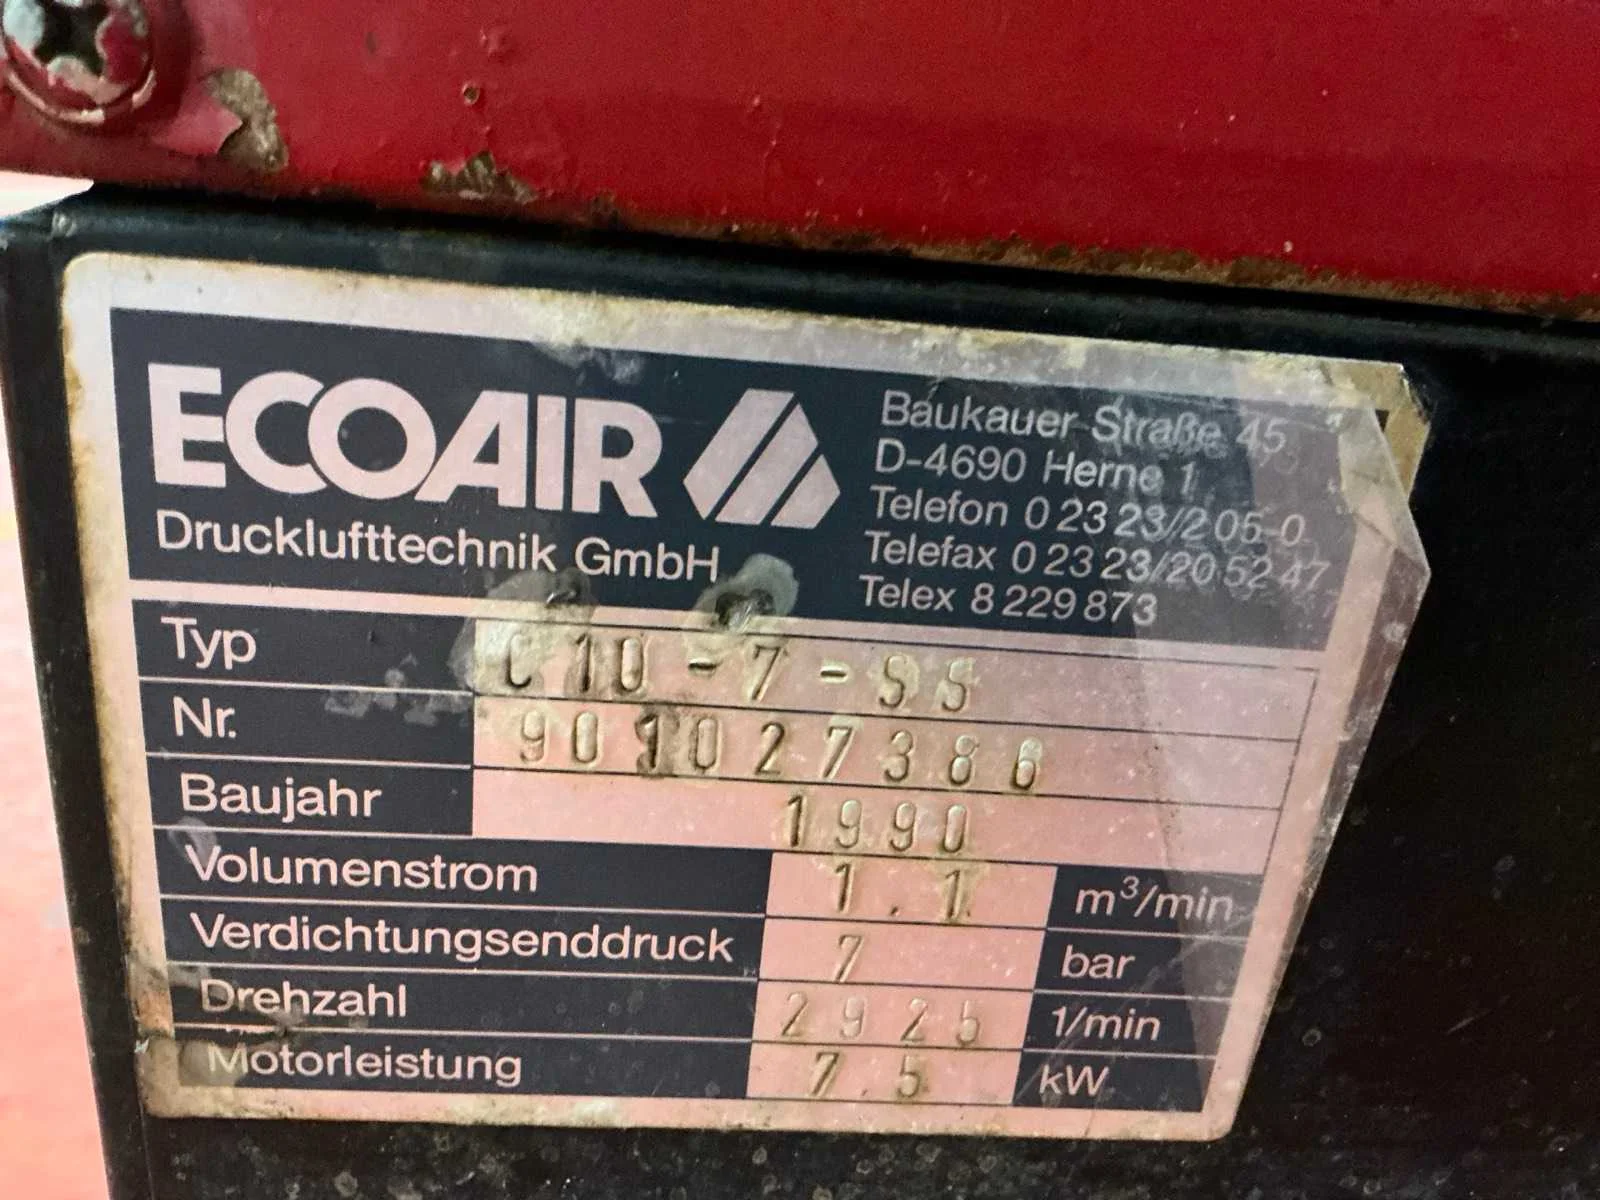 ECOAIR
Drucklufttechnik GmbH
Baukauer Straße 45
D-4690 Herne 1
Telefon 0 23 23/2 05-0
Telefax 0 23 23/20 52 47
Telex 8 229 873
Typ C10-7-SS
Nr. 901027386
Baujahr 1990
Volumenstrom 1.1 m³/min
Verdichtungsenddruck 7 bar
Drehzahl 2925 1/min
Motorleistung 7.5 kW